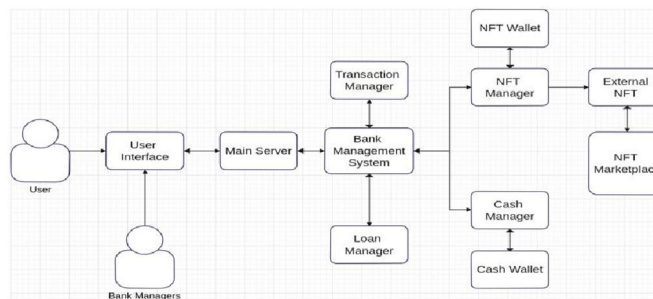 NFT Wallet
Transaction
Manager
NFT
Manager
External
NFT
User
Interface
Main Server
Bank
Management
System
NFT
Marketplace
User
Cash
Manager
Loan
Manager
Cash Wallet
Bank Managers